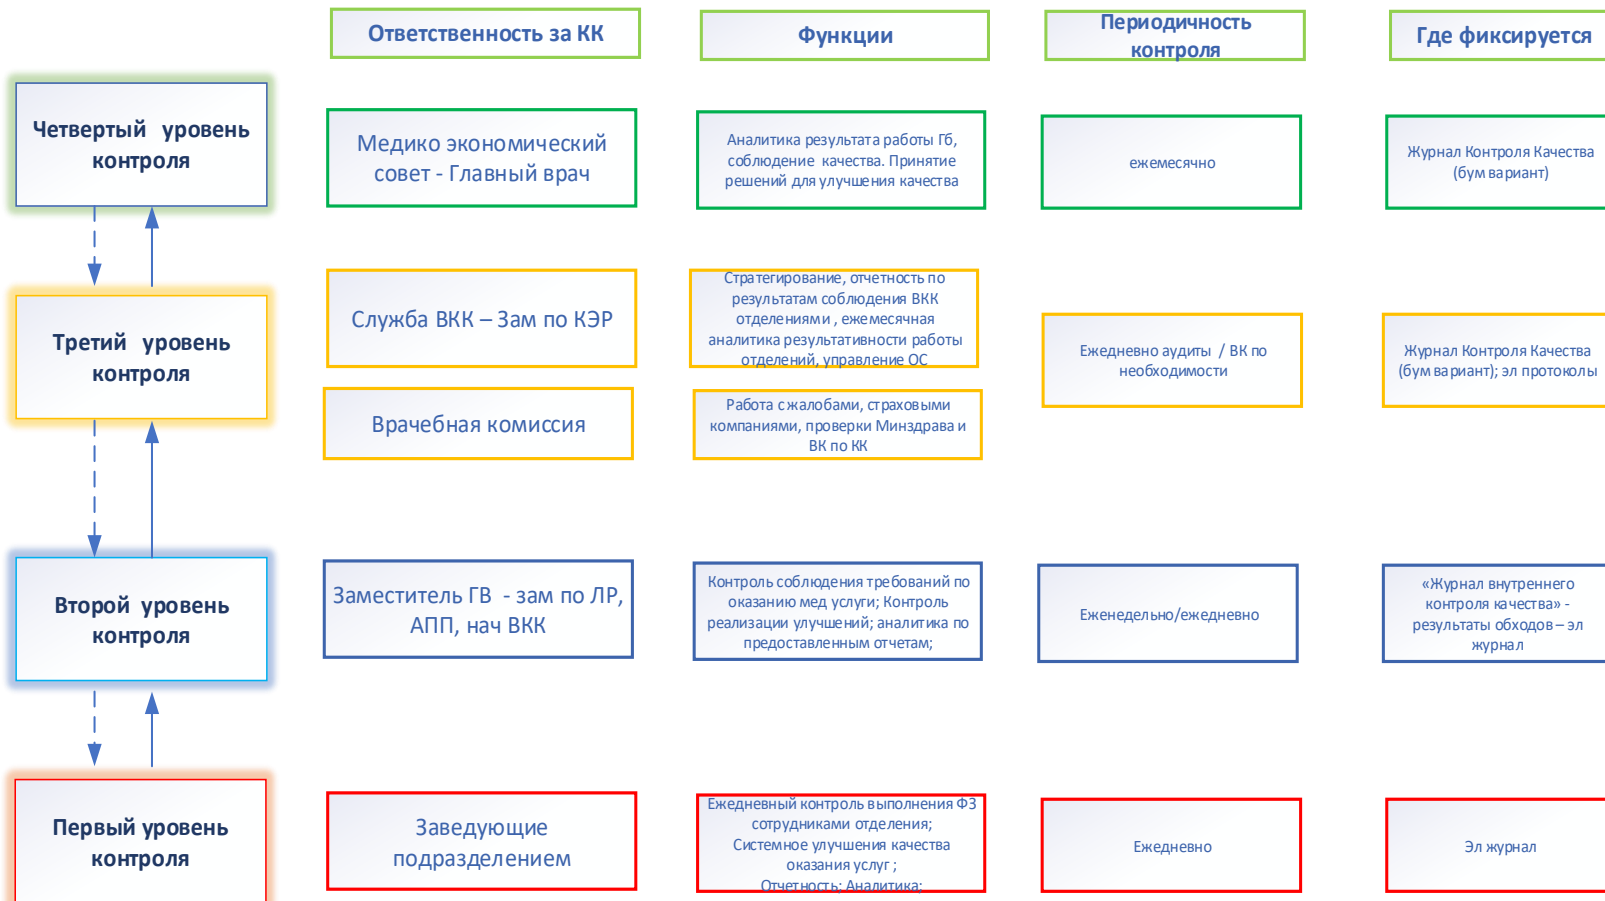 Ответственность за КК
Функции
Периодичность
контроля
Где фиксируется
Четвертый уровень
контроля
Медико экономический
совет - Главный врач
Аналитика результата работы Гб,
соблюдение качества. Принятие
решений для улучшения качества
ежемесячно
Журнал Контроля Качества
(бум вариант)
Третий уровень
контроля
Служба ВКК – Зам по КЭР
Стратегирование, отчетность по
результатам соблюдения ВКК
отделениями , ежемесячная
аналитика результативности работы
отделений, управление ОС
Ежедневно аудиты / ВК по
необходимости
Журнал Контроля Качества
(бум вариант); эл протоколы
Врачебная комиссия
Работа с жалобами, страховыми
компаниями, проверки Минздрава и
ВК по КК
Второй уровень
контроля
Заместитель ГВ - зам по ЛР,
АПП, нач ВКК
Контроль соблюдения требований по
оказанию мед услуги; Контроль
реализации улучшений; аналитика по
предоставленным отчетам;
Еженедельно/ежедневно
«Журнал внутреннего
контроля качества» -
результаты обходов – эл
журнал
Первый уровень
контроля
Заведующие
подразделением
Ежедневный контроль выполнения ФЗ
сотрудниками отделения;
Системное улучшения качества
оказания услуг ;
Отчетность; Аналитика;
Ежедневно
Эл журнал